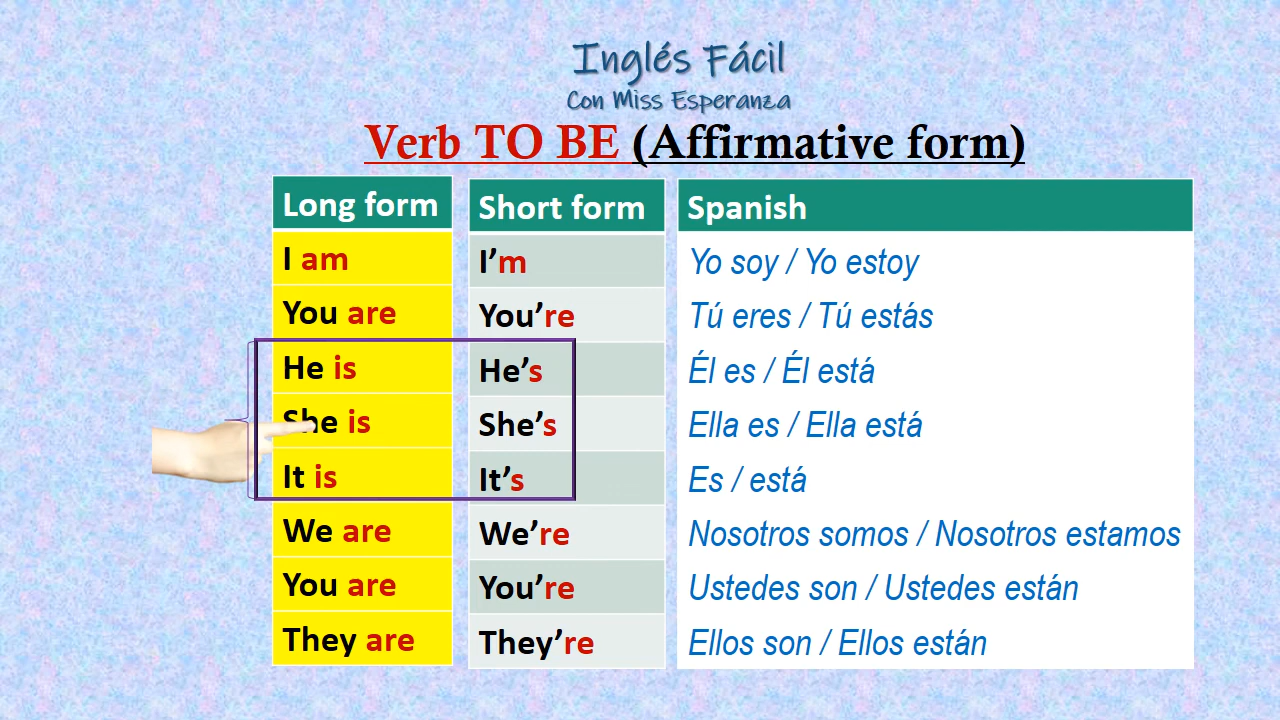 Inglés Fácil
Con Miss Esperanza
Verb TO BE (Affirmative form)
Long form Short form Spanish
I am I’m Yo soy / Yo estoy
You are You’re Tú eres / Tú estás
He is He’s Él es / Él está
She is She’s Ella es / Ella está
It is It’s Es / está
We are We’re Nosotros somos / Nosotros estamos
You are You’re Ustedes son / Ustedes están
They are They’re Ellos son / Ellos están